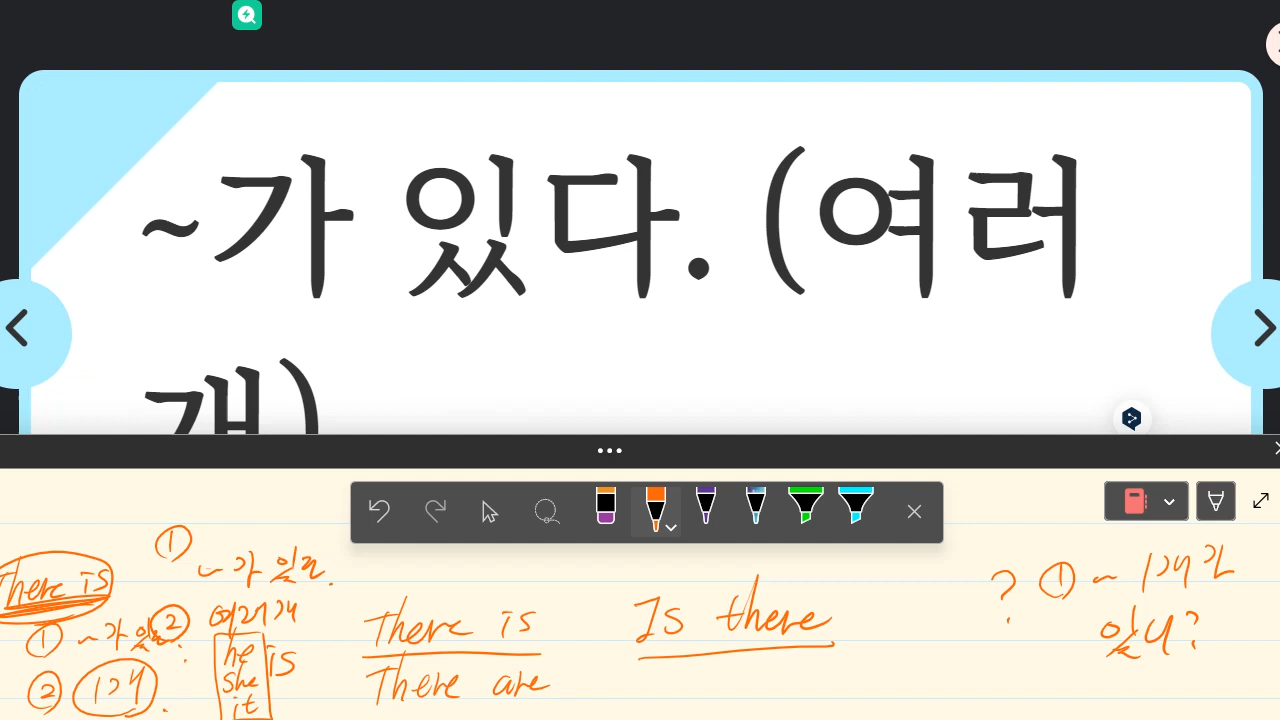 ~가 있다. (여러
개)
There is
①
~가 있다.
① ~가 있
② 1개.
② 여러개
he
she
it
is
There is
There are
Is there
? ① ~ 1개가
있니?